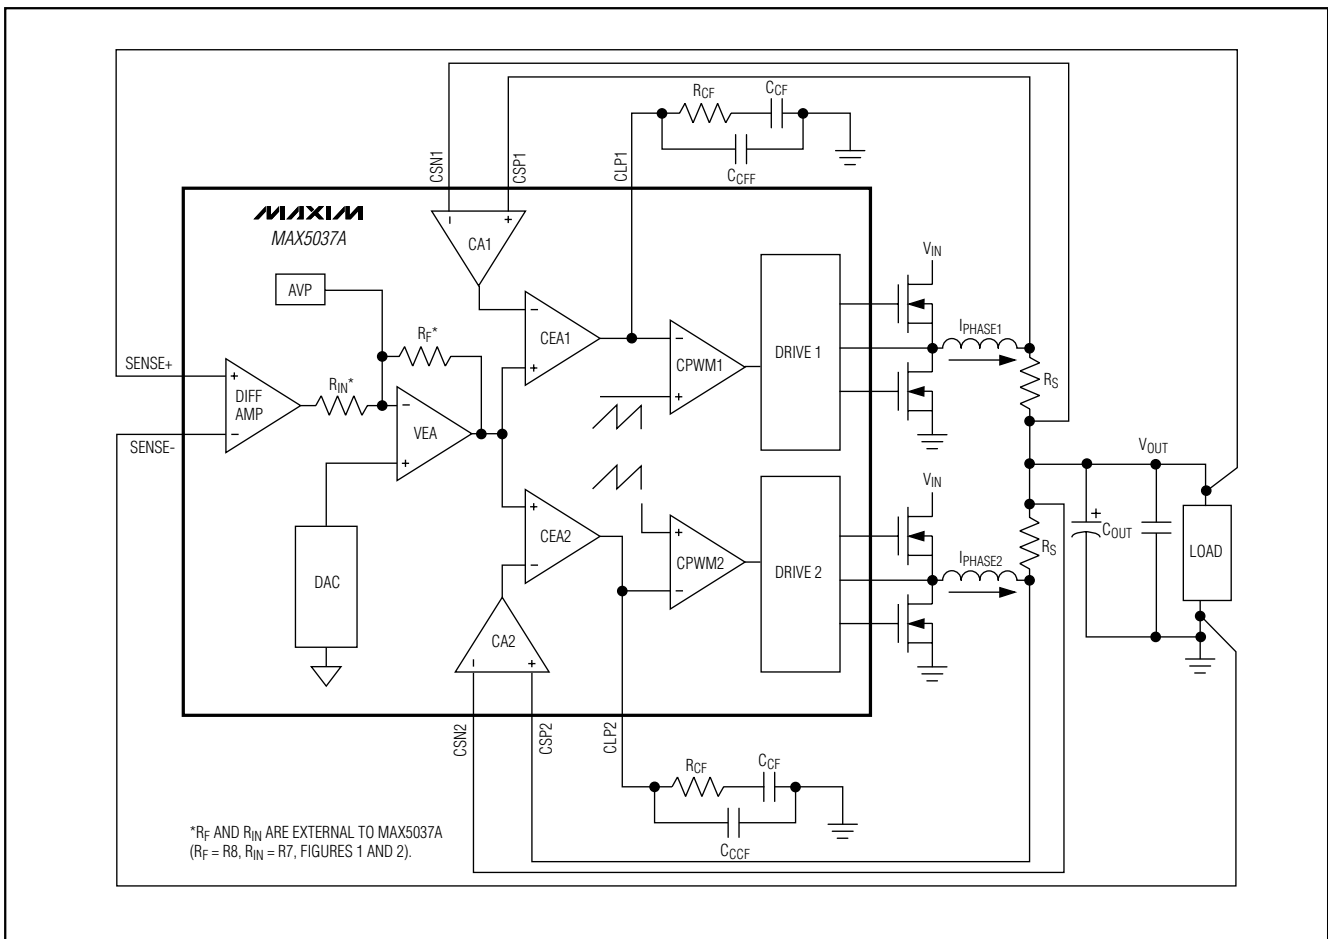 RCF
CCF
CCFF
CSN1
CSP1
CLP1
MAXIM
MAX5037A
CA1
AVP
RF*
CEA1
CPWM1
DRIVE 1
VIN
IPHASE1
RS
SENSE+
DIFF
AMP
RIN*
VEA
SENSE-
VOUT
VIN
CEA2
CPWM2
DRIVE 2
COUT
RS
LOAD
IPHASE2
DAC
CA2
CSN2
CSP2
CLP2
RCF
CCF
CCCF
*RF AND RIN ARE EXTERNAL TO MAX5037A
(RF = R8, RIN = R7, FIGURES 1 AND 2).